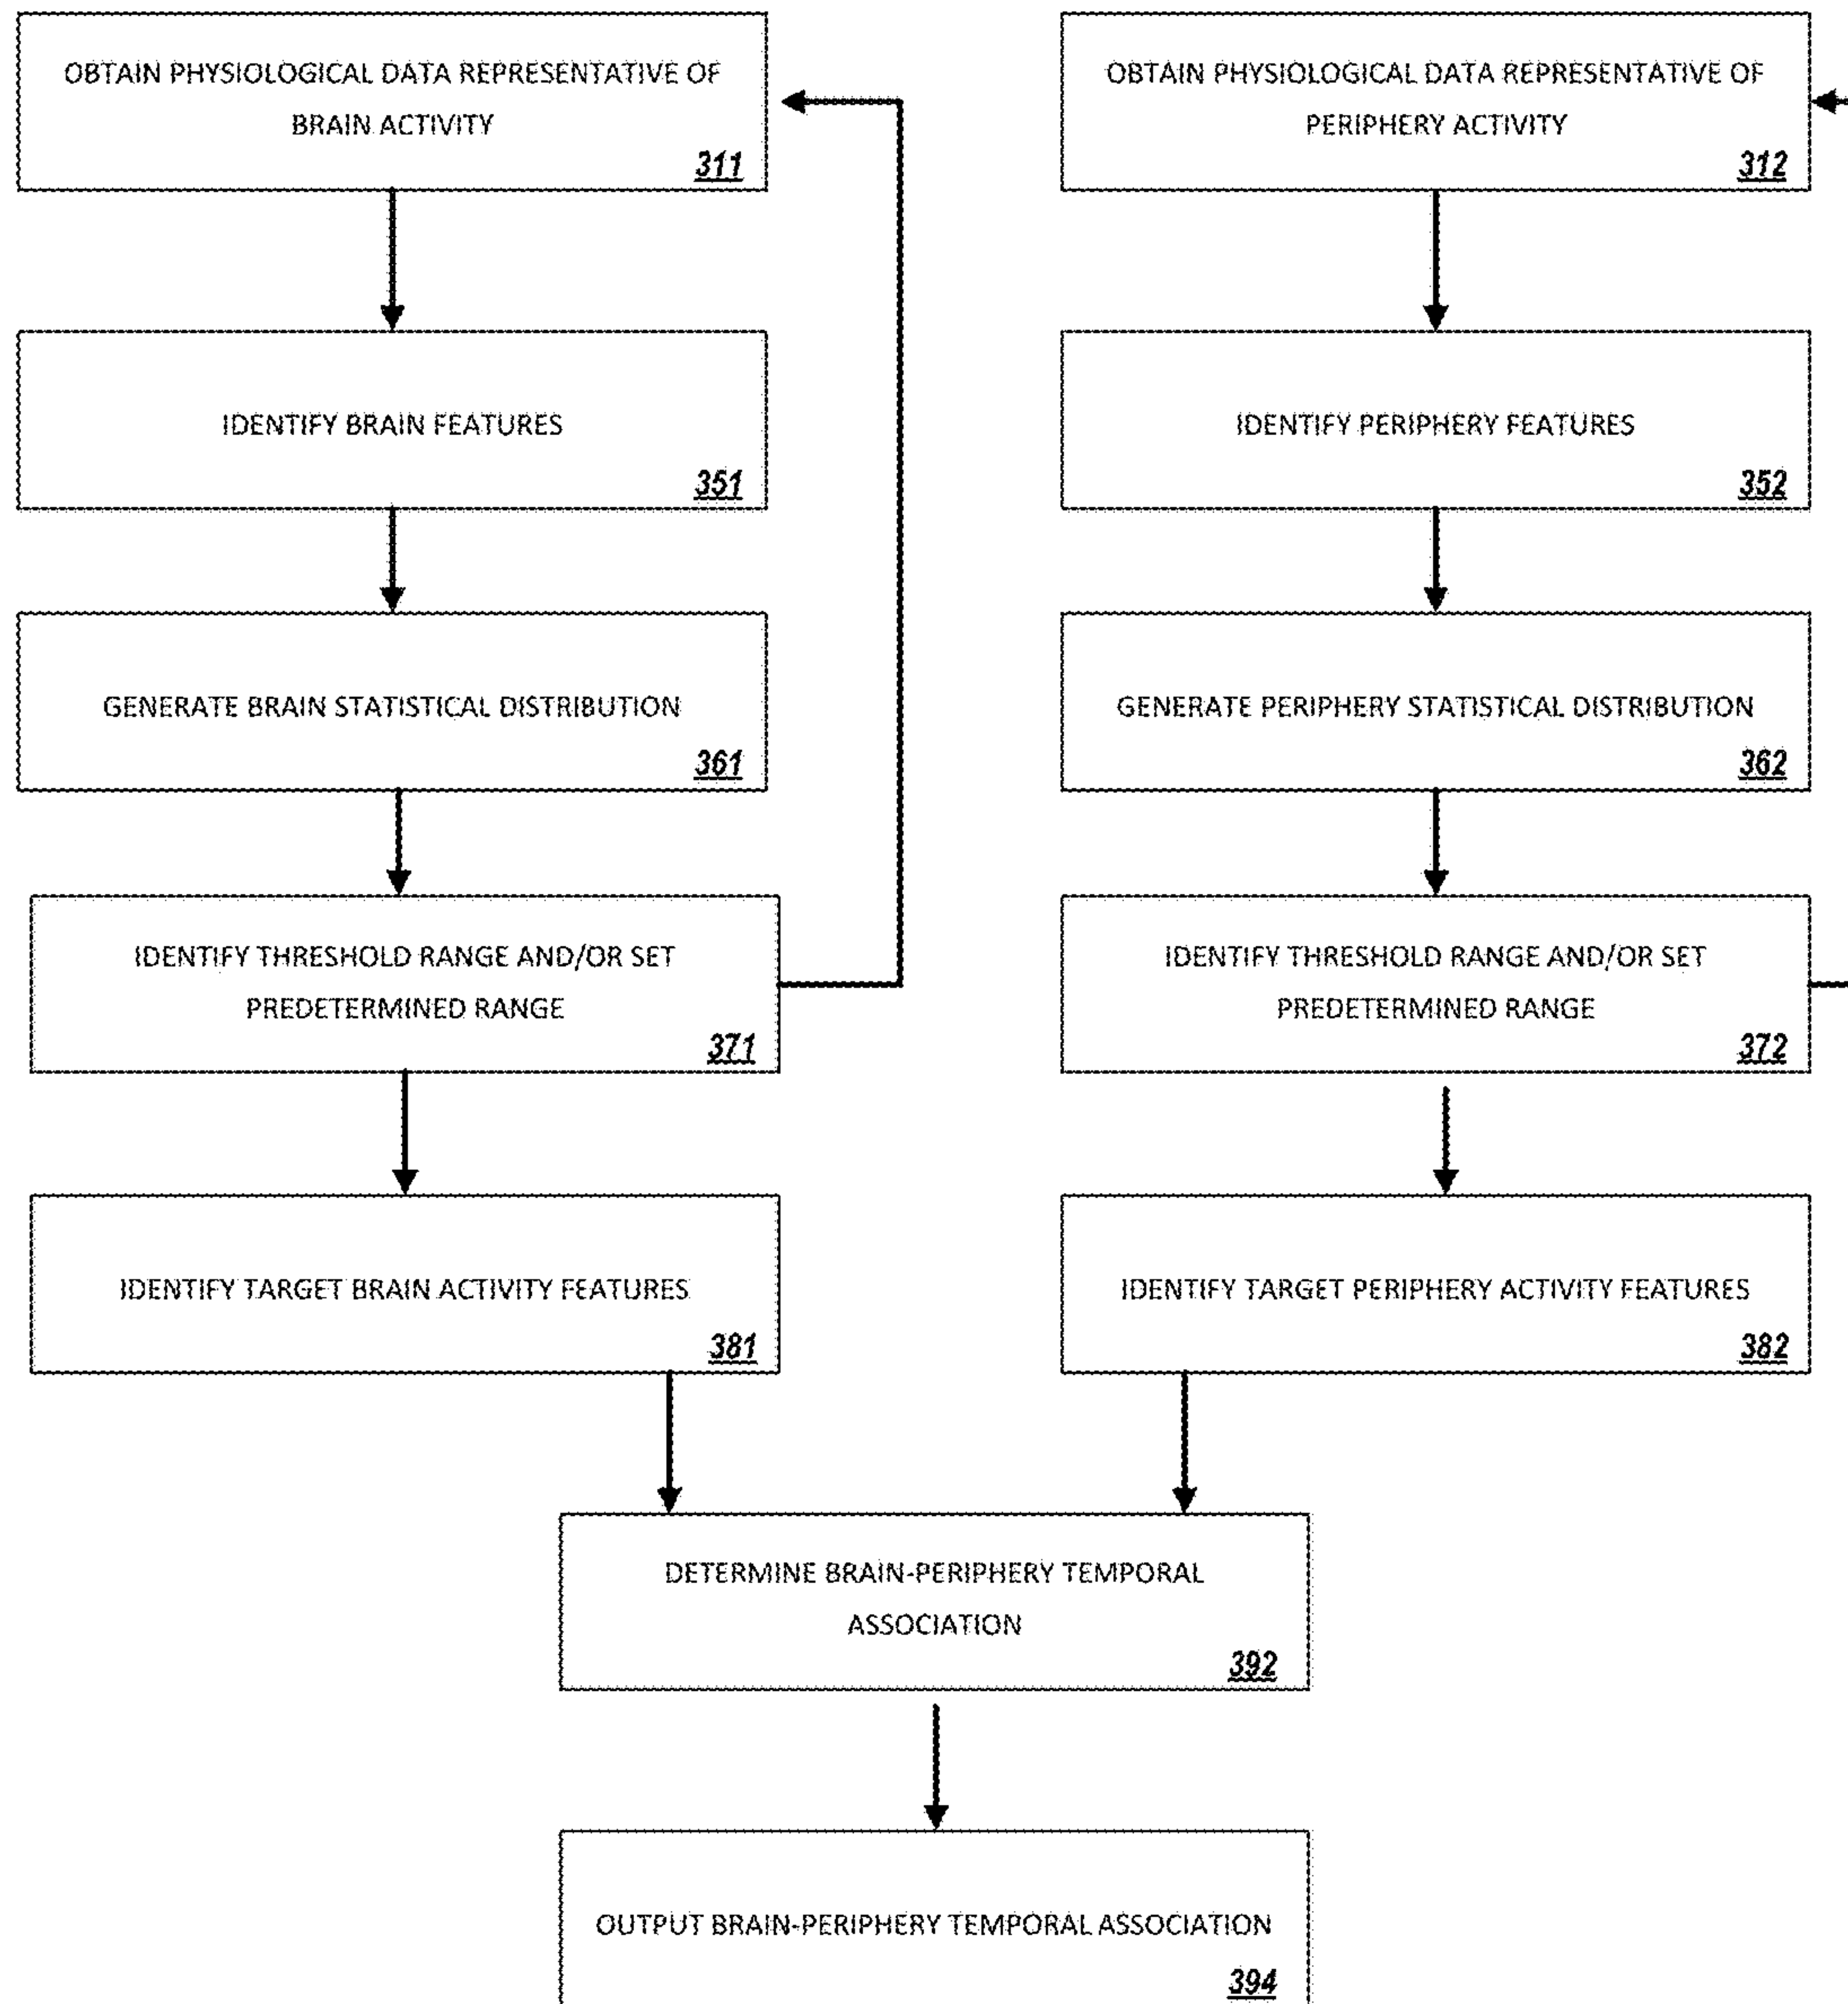 OBTAIN PHYSIOLOGICAL DATA REPRESENTATIVE OF
BRAIN ACTIVITY
311
OBTAIN PHYSIOLOGICAL DATA REPRESENTATIVE OF
PERIPHERY ACTIVITY
312
IDENTIFY BRAIN FEATURES
351
IDENTIFY PERIPHERY FEATURES
352
GENERATE BRAIN STATISTICAL DISTRIBUTION
361
GENERATE PERIPHERY STATISTICAL DISTRIBUTION
362
IDENTIFY THRESHOLD RANGE AND/OR SET
PREDETERMINED RANGE
371
IDENTIFY THRESHOLD RANGE AND/OR SET
PREDETERMINED RANGE
372
IDENTIFY TARGET BRAIN ACTIVITY FEATURES
381
IDENTIFY TARGET PERIPHERY ACTIVITY FEATURES
382
DETERMINE BRAIN-PERIPHERY TEMPORAL
ASSOCIATION
392
OUTPUT BRAIN-PERIPHERY TEMPORAL ASSOCIATION
394